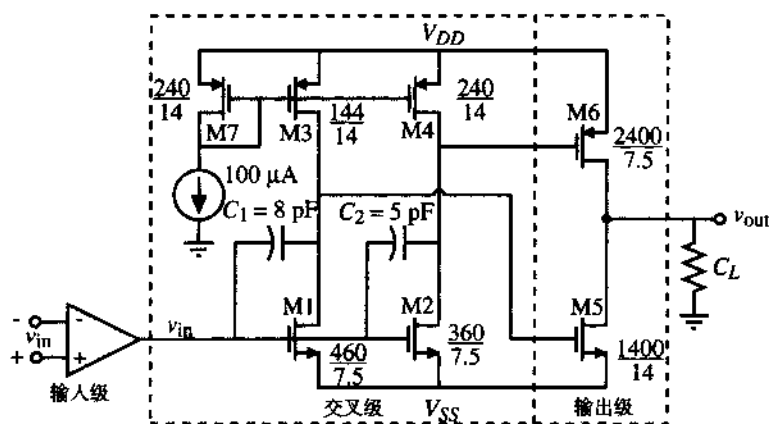 V_DD
240/14
M7
M3
144/14
M4
240/14
M6
2400/7.5
100 μA
C_1 = 8 pF
C_2 = 5 pF
v_out
C_L
M1
M2
M5
- -
v_in
+ +
v_in
460/7.5
360/7.5
1400/14
输入级
交叉级
V_SS
输出级